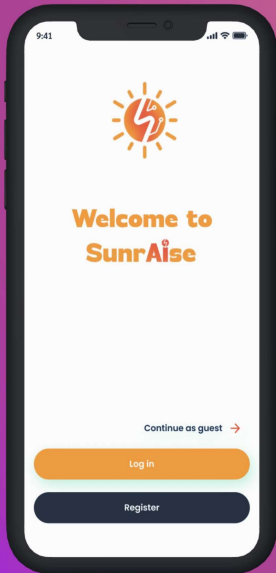 9:41
Welcome to
SunrAise
Continue as guest →
Log in
Register